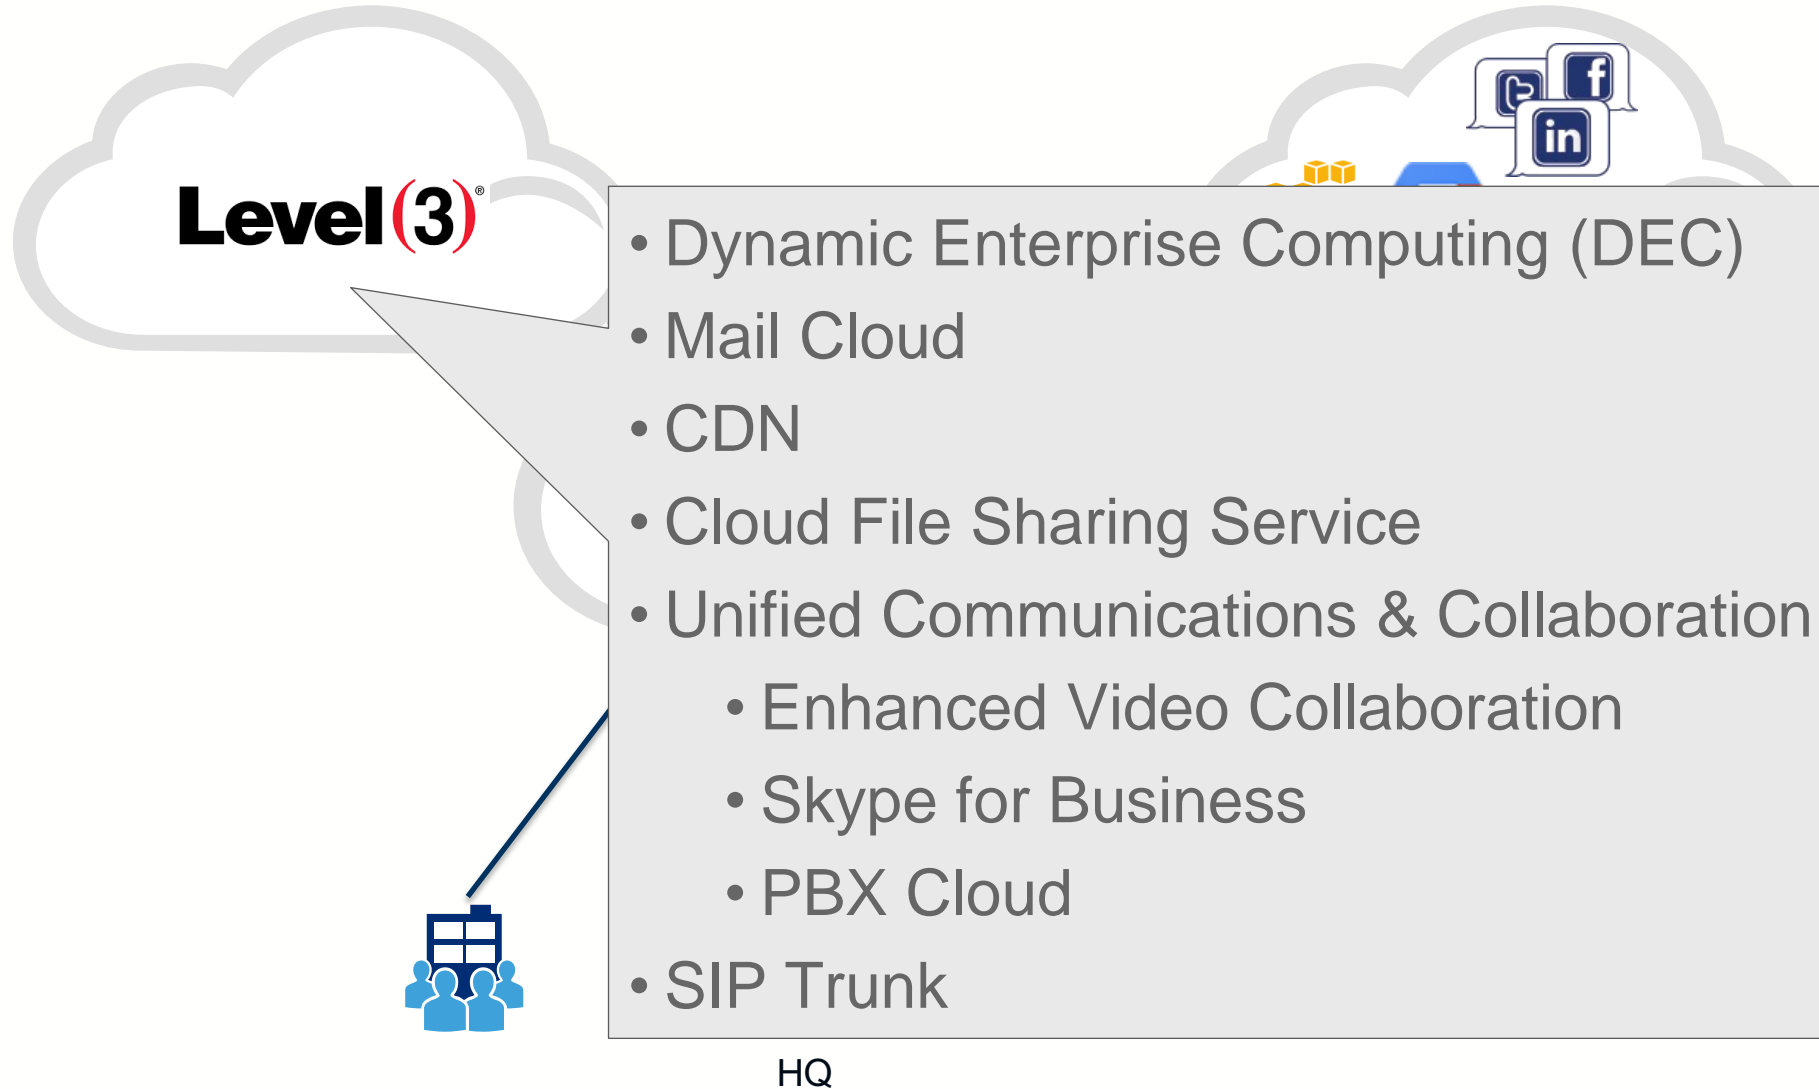 Level(3)®
in
f
• Dynamic Enterprise Computing (DEC)
• Mail Cloud
• CDN
• Cloud File Sharing Service
• Unified Communications & Collaboration
• Enhanced Video Collaboration
• Skype for Business
• PBX Cloud
• SIP Trunk
HQ